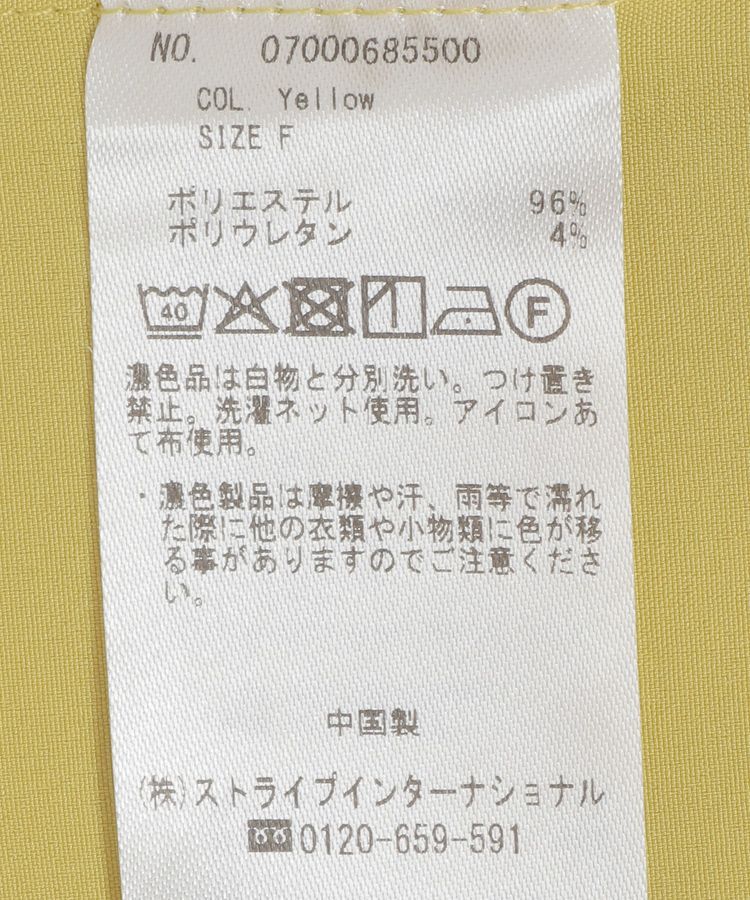 NO. 07000685500
COL. Yellow
SIZE F
ポリエステル 96%
ポリウレタン 4%
40 F
濃色品は白物と分別洗い。つけ置き
禁止。洗濯ネット使用。アイロンあ
て布使用。
・濃色製品は摩擦や汗、雨等で濡れ
た際に他の衣類や小物類に色が移
る事がありますのでご注意くださ
い。
中国製
(株)ストライプインターナショナル
0120-659-591